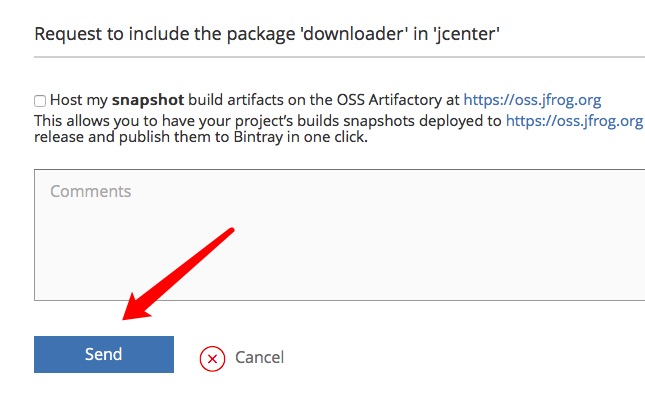 Request to include the package 'downloader' in 'jcenter'
Host my snapshot build artifacts on the OSS Artifactory at https://oss.jfrog.org
This allows you to have your project’s builds snapshots deployed to https://oss.jfrog.org
release and publish them to Bintray in one click.
Comments
Send
Cancel